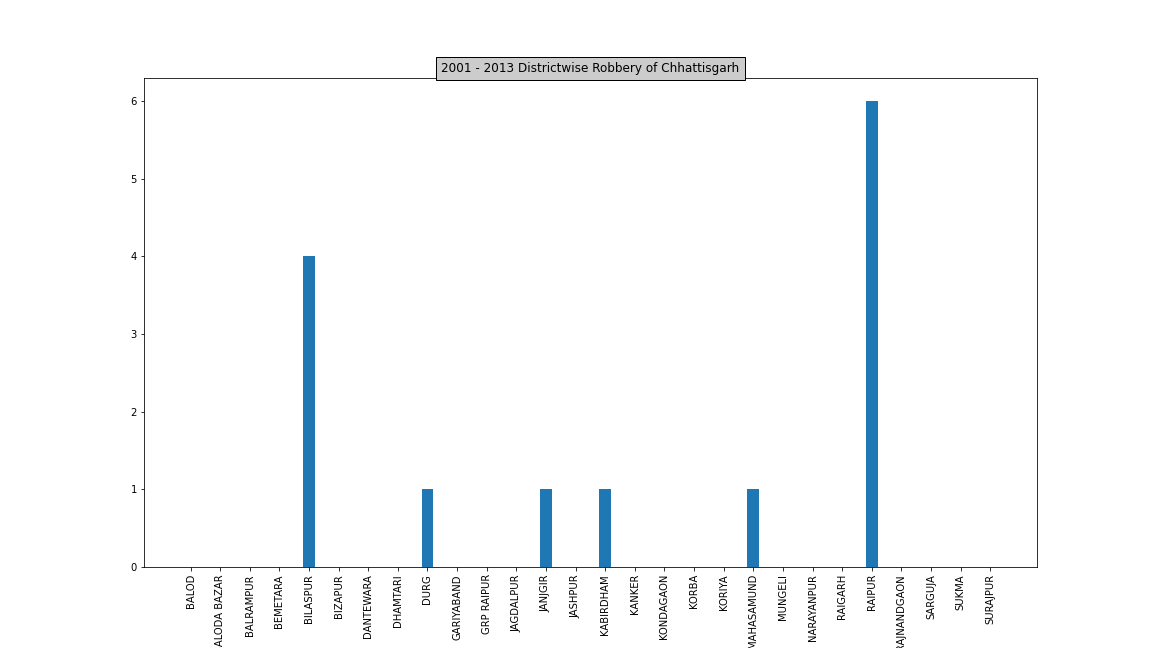 2001 - 2013 Districtwise Robbery of Chhattisgarh
6
5
4
3
2
1
0
BALOD
ALODA BAZAR
BALRAMPUR
BEMETARA
BILASPUR
BIZAPUR
DANTEWARA
DHAMTARI
DURG
GARIYABAND
GRP RAIPUR
JAGDALPUR
JANJGIR
JASHPUR
KABIRDHAM
KANKER
KONDAGAON
KORBA
KORIYA
MAHASAMUND
MUNGELI
NARAYANPUR
RAIGARH
RAIPUR
RAJNANDGAON
SARGUJA
SUKMA
SURAJPUR